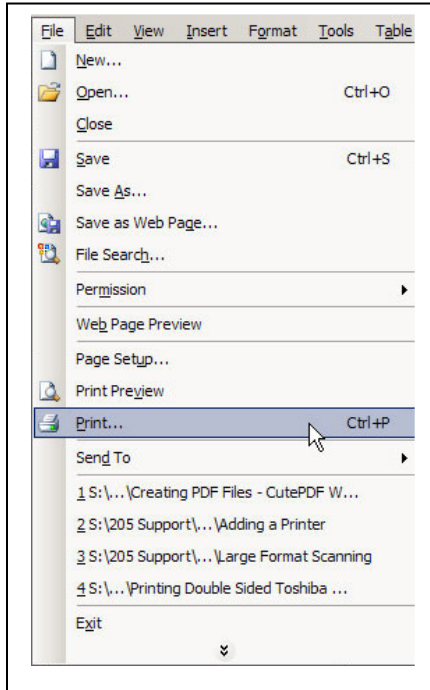 File Edit View Insert Format Tools Table
New...
Open... Ctrl+O
Close
Save Ctrl+S
Save As...
Save as Web Page...
File Search...
Permission
Web Page Preview
Page Setup...
Print Preview
Print... Ctrl+P
Send To
1 S:\...\Creating PDF Files - CutePDF W...
2 S:\205 Support\...\Adding a Printer
3 S:\205 Support\...\Large Format Scanning
4 S:\...\Printing Double Sided Toshiba ...
Exit